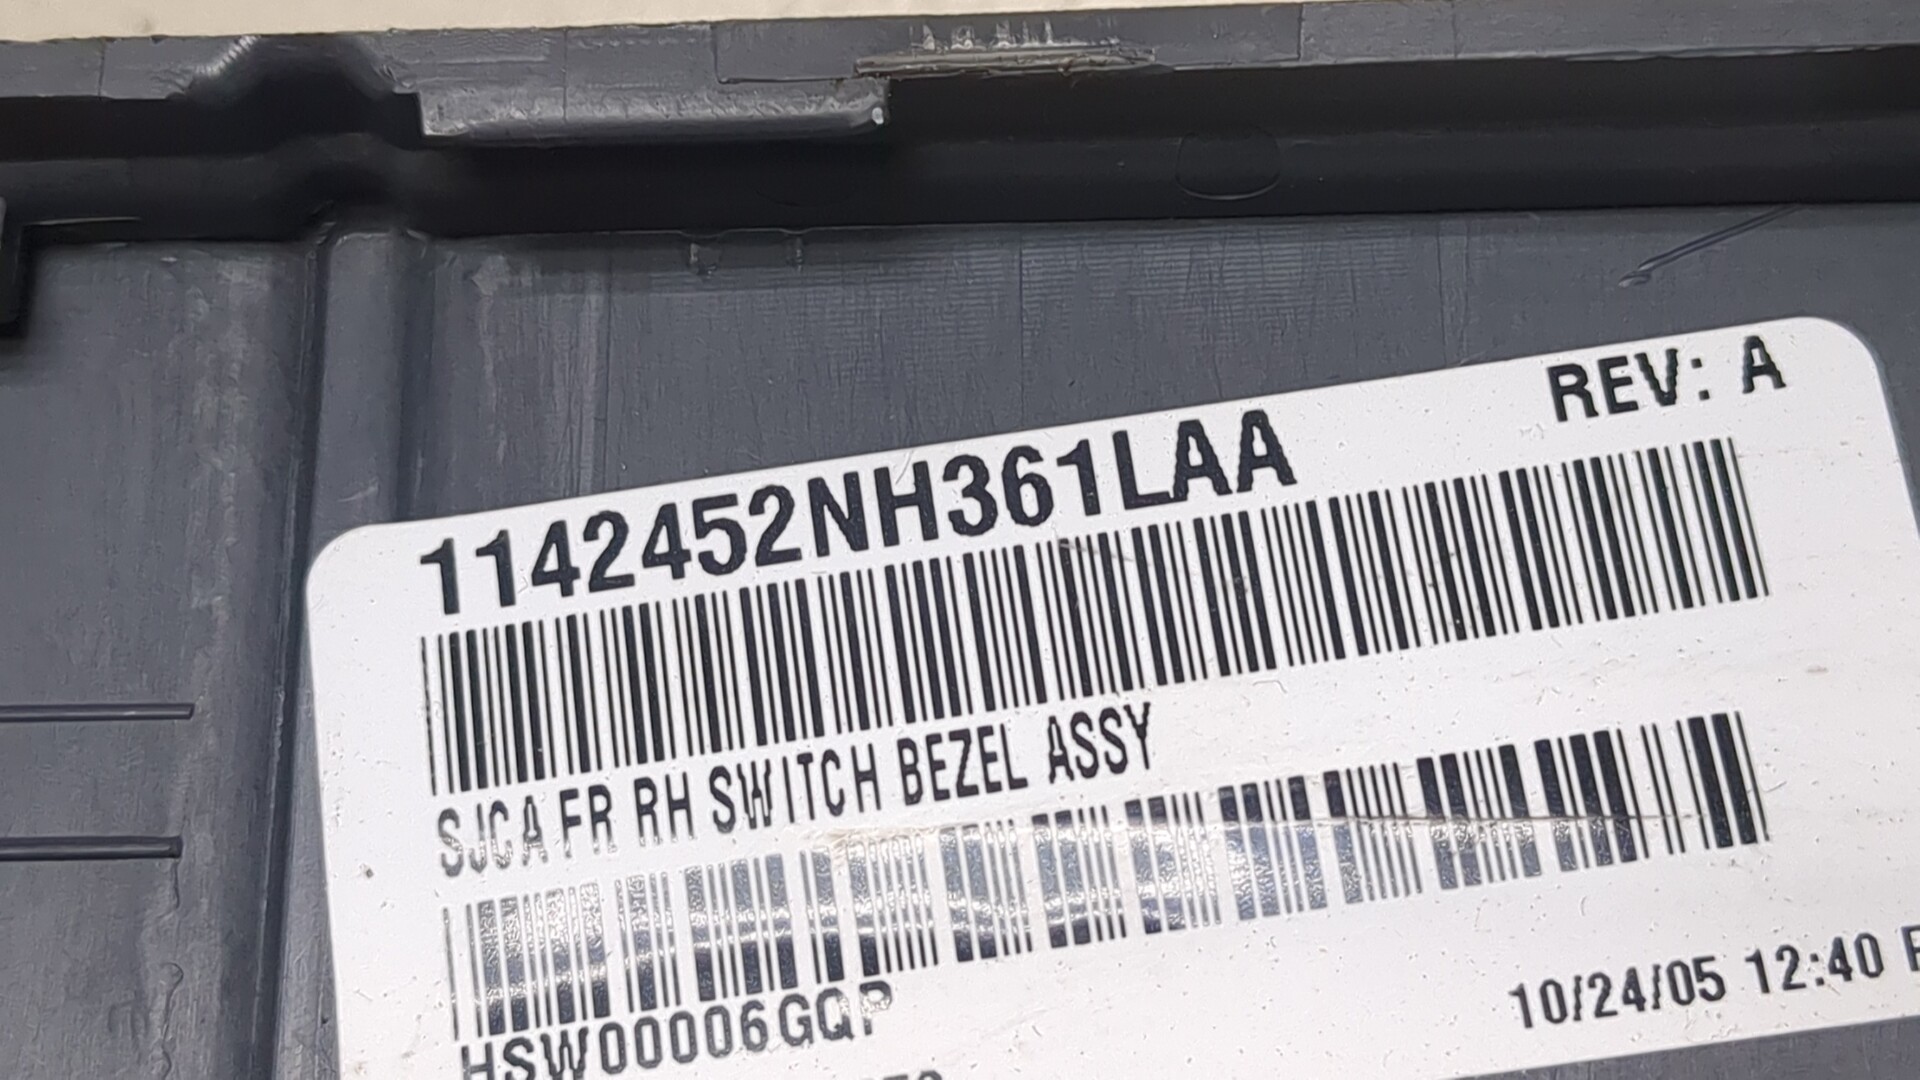 REV: A
1142452NH361LAA
SJCA FR RH SWITCH BEZEL ASSY
HSW00006GQP
10/24/05 12:40